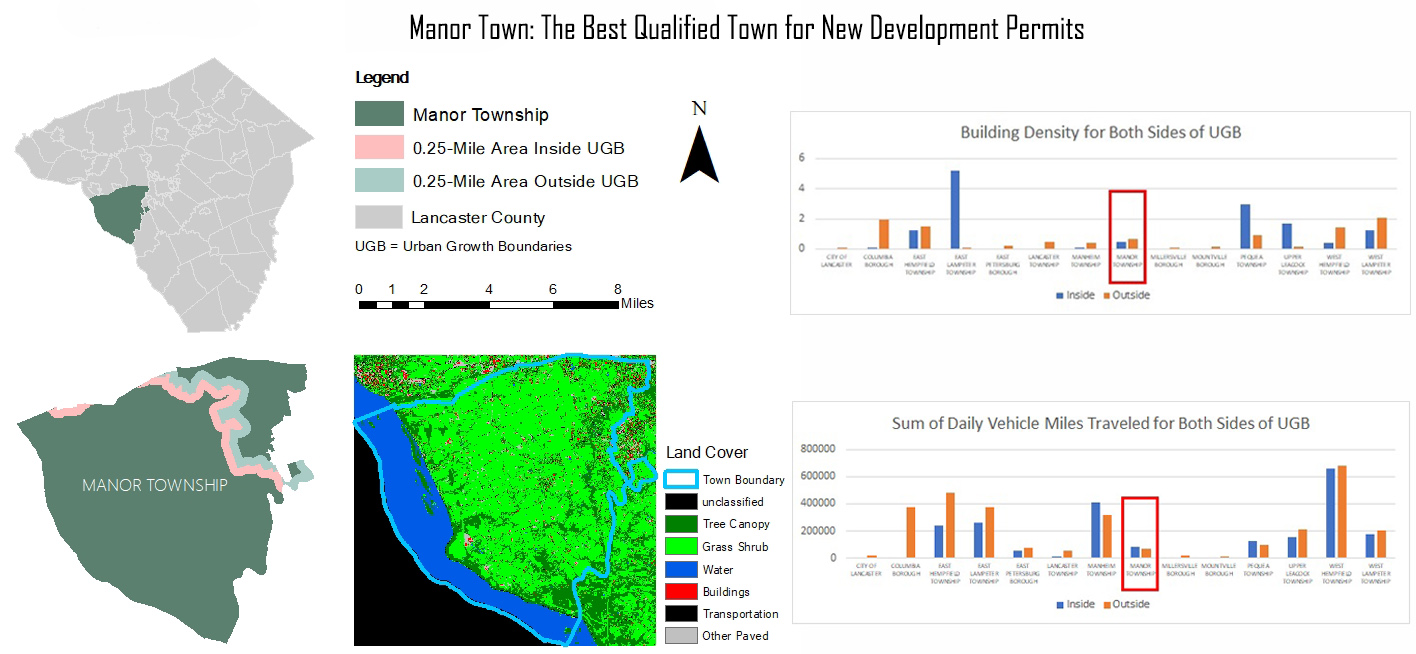 Manor Town: The Best Qualified Town for New Development Permits
Legend
Manor Township
0.25-Mile Area Inside UGB
0.25-Mile Area Outside UGB
Lancaster County
UGB = Urban Growth Boundaries
N
0 1 2 4 6 8
Miles
Building Density for Both Sides of UGB
6
4
2
0
CITY OF
LANCASTER
COLUMBIA
BOROUGH
EAST
HEMPFIELD
TOWNSHIP
EAST
LAMPETER
TOWNSHIP
EAST
PETERSBURG
BOROUGH
LANCASTER
TOWNSHIP
MANHEIM
TOWNSHIP
MANOR
TOWNSHIP
MILLERSVILLE
BOROUGH
MOUNTVILLE
BOROUGH
PEQUEA
TOWNSHIP
UPPER
LEACOCK
TOWNSHIP
WEST
HEMPFIELD
TOWNSHIP
WEST
LAMPETER
TOWNSHIP
Inside Outside
MANOR TOWNSHIP
Land Cover
Town Boundary
unclassified
Tree Canopy
Grass Shrub
Water
Buildings
Transportation
Other Paved
Sum of Daily Vehicle Miles Traveled for Both Sides of UGB
800000
600000
400000
200000
0
CITY OF
LANCASTER
COLUMBIA
BOROUGH
EAST
HEMPFIELD
TOWNSHIP
EAST
LAMPETER
TOWNSHIP
EAST
PETERSBURG
BOROUGH
LANCASTER
TOWNSHIP
MANHEIM
TOWNSHIP
MANOR
TOWNSHIP
MILLERSVILLE
BOROUGH
MOUNTVILLE
BOROUGH
PEQUEA
TOWNSHIP
UPPER
LEACOCK
TOWNSHIP
WEST
HEMPFIELD
TOWNSHIP
WEST
LAMPETER
TOWNSHIP
Inside Outside